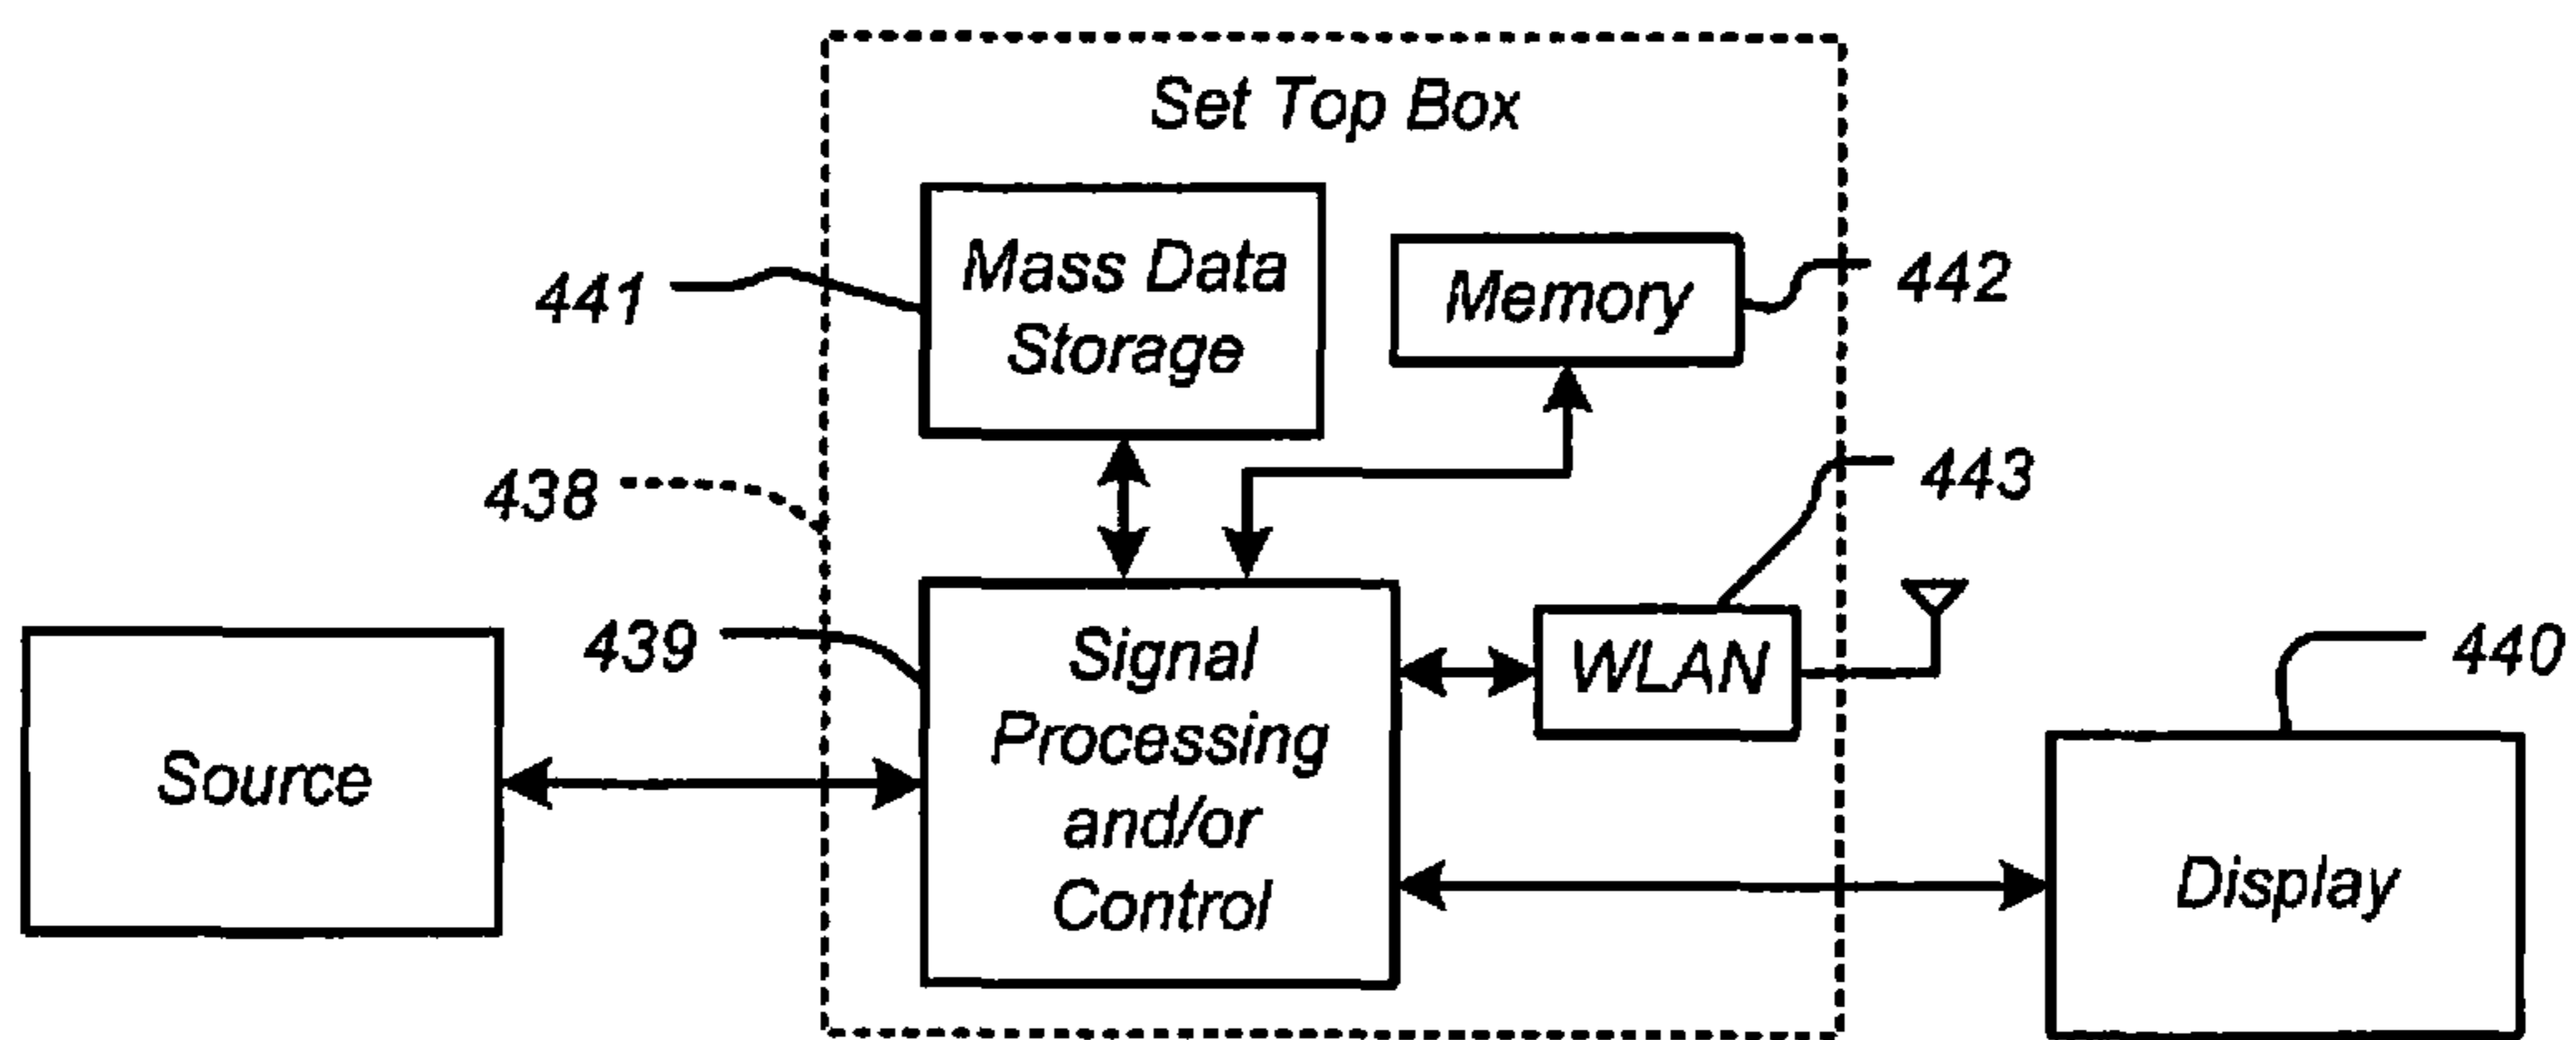 Set Top Box
441
Mass Data
Storage
Memory
442
438
443
439
Source
Signal
Processing
and/or
Control
WLAN
440
Display